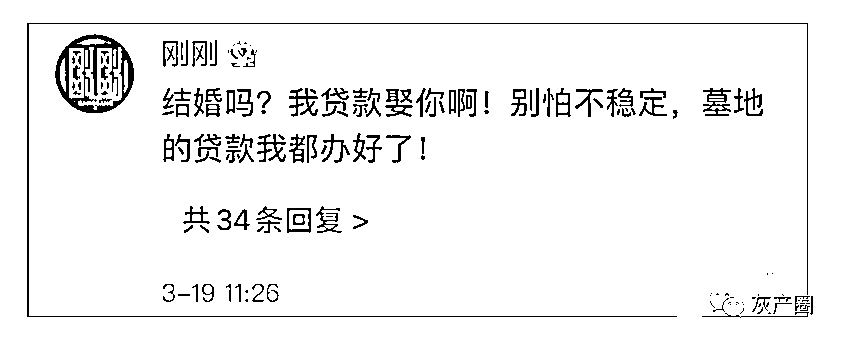 刚刚
结婚吗？我贷款娶你啊！别怕不稳定，墓地
的贷款我都办好了！
共34条回复 >
3-19 11:26
灰产圈